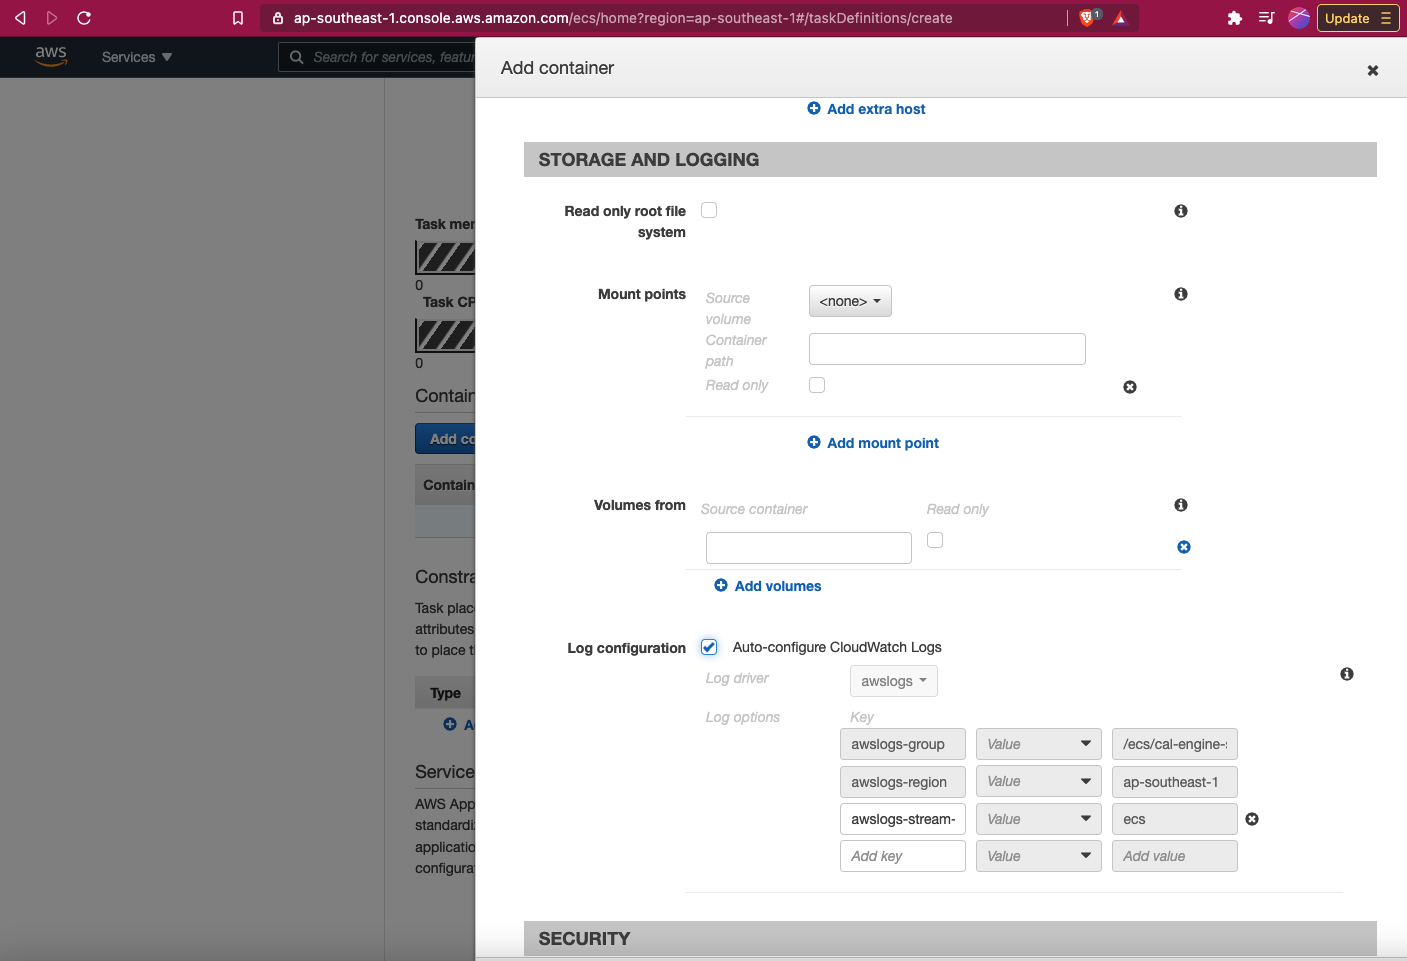 ap-southeast-1.console.aws.amazon.com/ecs/home?region=ap-southeast-1#/taskDefinitions/create
1
Update
aws
Services
Search for services, featur
Add container
Add extra host
STORAGE AND LOGGING
Read only root file
system
Task mer
0
Task CP
0
Mount points
Source
volume
<none>
Container
path
Read only
Add mount point
Contair
Add co
Contain
Volumes from
Source container
Read only
Add volumes
Constra
Task plac
attributes
to place t
Type
A
Log configuration
Auto-configure CloudWatch Logs
Log driver
awslogs
Log options
Key
awslogs-group
Value
/ecs/cal-engine-
awslogs-region
Value
ap-southeast-1
awslogs-stream-
Value
ecs
Add key
Value
Add value
Service
AWS App
standardi
applicatio
configura
SECURITY